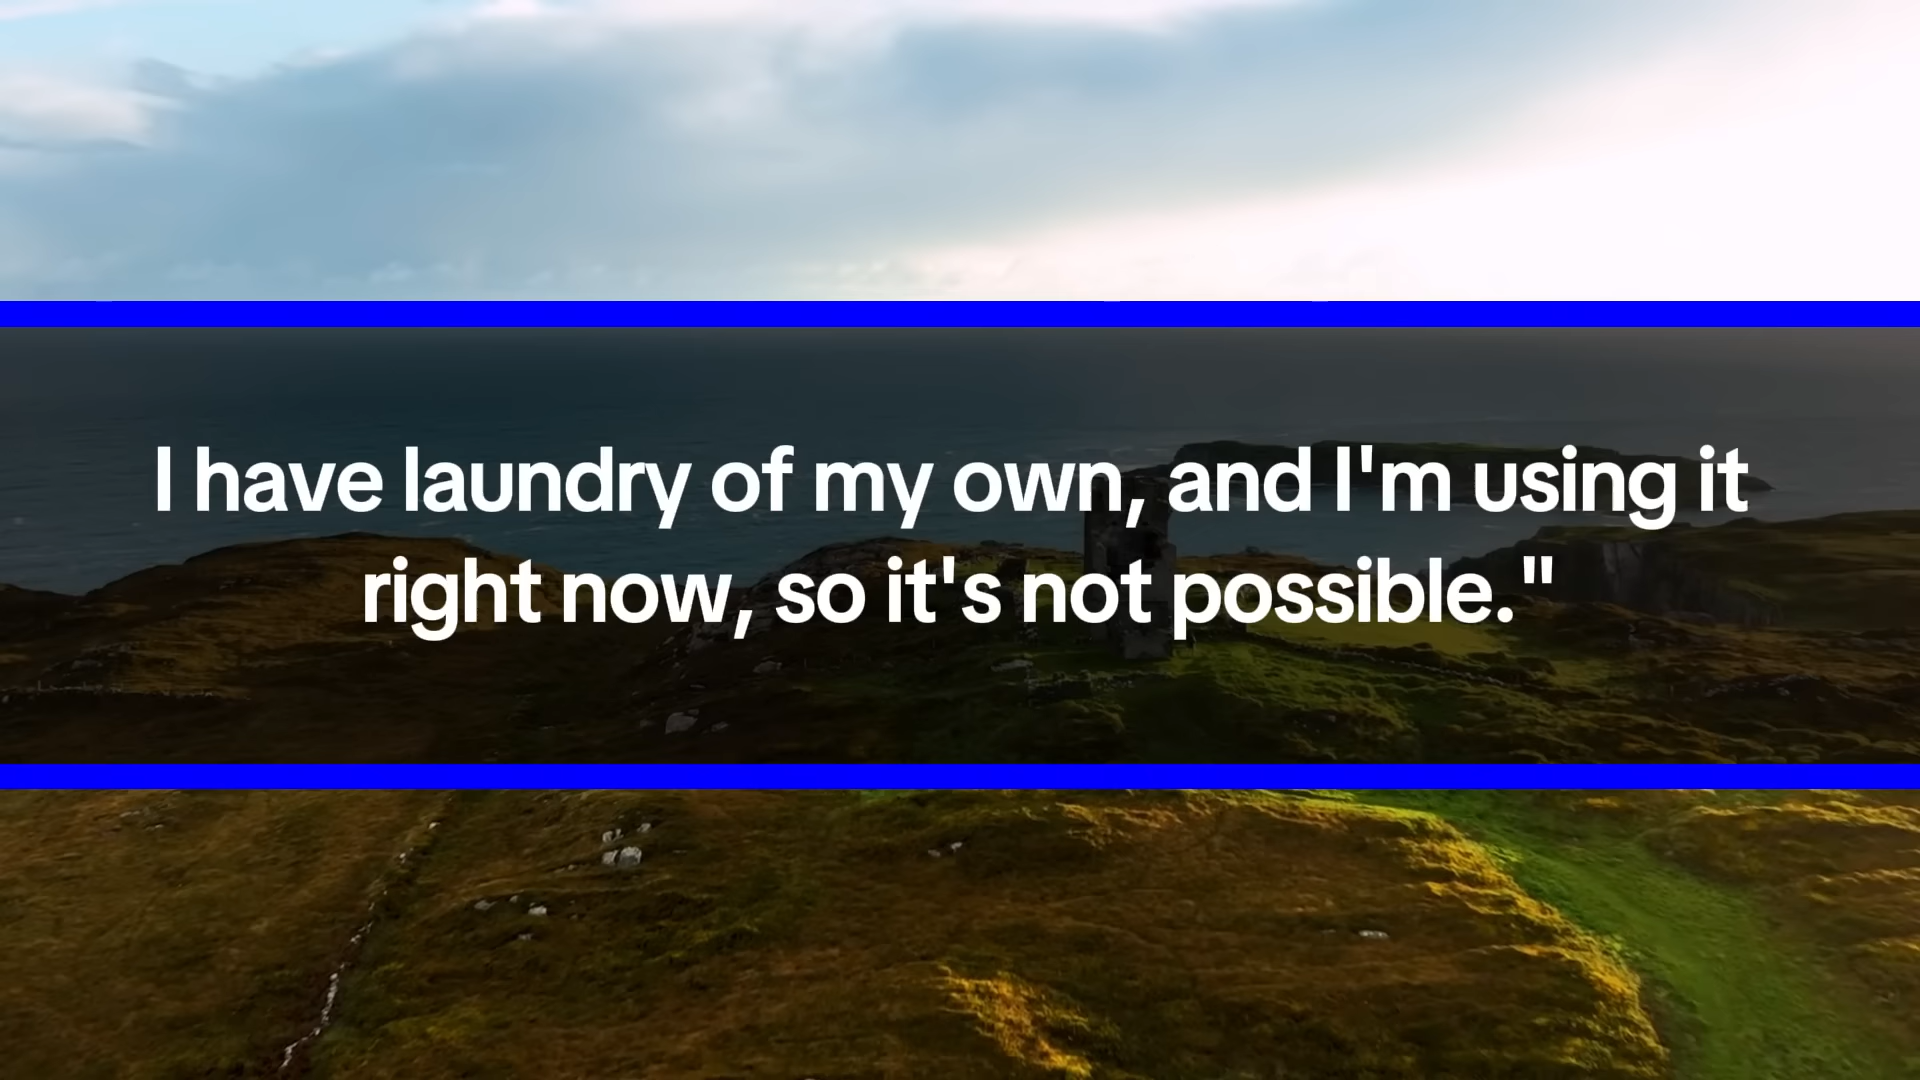 I have laundry of my own, and I'm using it
right now, so it's not possible."